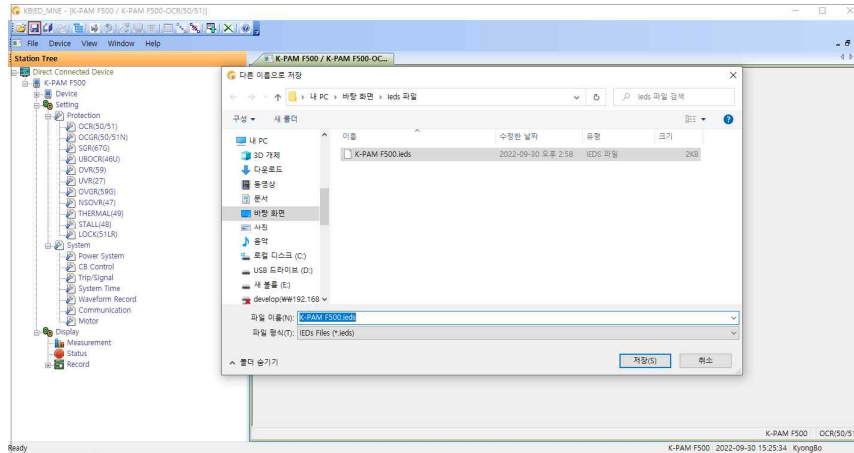 KBIED_MNE - [K-PAM F500 / K-PAM F500-OCR(50/51)]
File Device View Window Help
Station Tree
K-PAM F500 / K-PAM F500-OC...
Direct Connected Device
K-PAM F500
Device
Setting
Protection
OCR(50/51)
OCGR(50/51N)
SGR(67G)
UBOCR(46U)
OVR(59)
UVR(27)
OVGR(59G)
NSOVR(47)
THERMAL(49)
STALL(48)
LOCK(51LR)
System
Power System
CB Control
Trip/Signal
System Time
Waveform Record
Communication
Motor
Display
Measurement
Status
Record
다른 이름으로 저장
내 PC › 바탕 화면 › ieds 파일
ieds 파일 검색
구성 새 폴더
이름 수정한 날짜 유형 크기
K-PAM F500.ieds 2022-09-30 오후 2:58 IEDS 파일 2KB
내 PC
3D 개체
다운로드
동영상
문서
바탕 화면
사진
음악
로컬 디스크 (C:)
USB 드라이브 (D:)
새 볼륨 (E:)
develop(₩₩192.168
파일 이름(N): K-PAM F500.ieds
파일 형식(T): IEDs Files (*.ieds)
폴더 숨기기
저장(S) 취소
K-PAM F500 OCR(50/51
Ready
K-PAM F500 2022-09-30 15:25:34 KyongBo